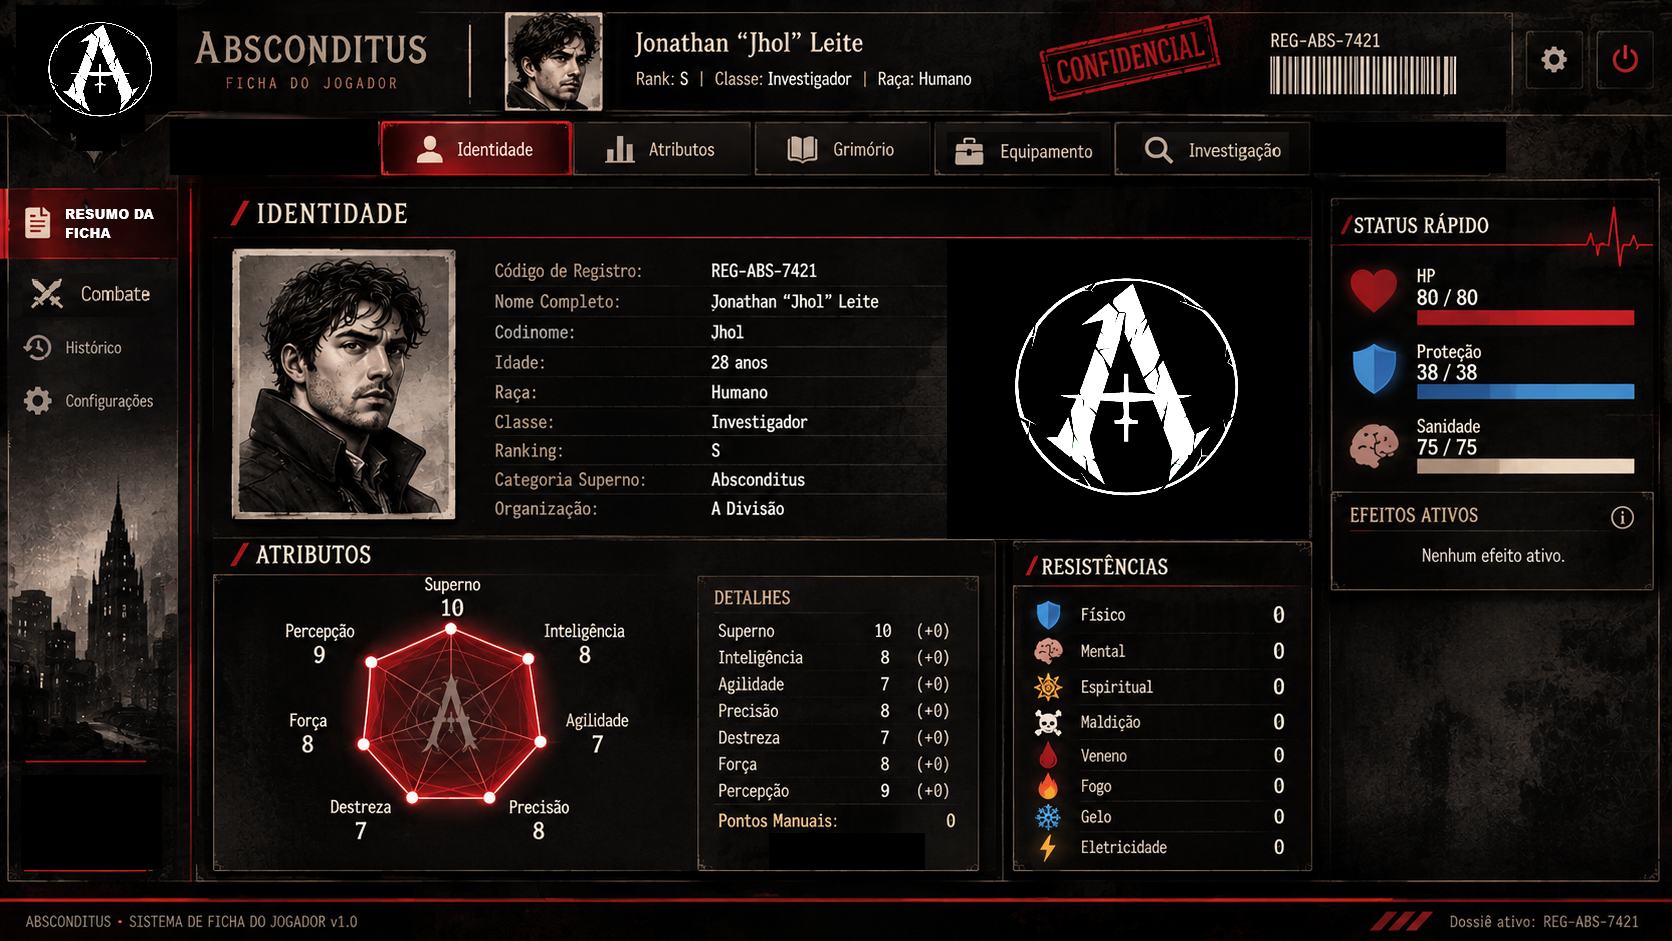 ABSCONDITUS
FICHA DO JOGADOR
Jonathan “Jhol” Leite
Rank: S | Classe: Investigador | Raça: Humano
CONFIDENCIAL
REG-ABS-7421
Identidade
Atributos
Grimório
Equipamento
Investigação
RESUMO DA
FICHA
Combate
Histórico
Configurações
IDENTIDADE
Código de Registro: REG-ABS-7421
Nome Completo: Jonathan “Jhol” Leite
Codinome: Jhol
Idade: 28 anos
Raça: Humano
Classe: Investigador
Ranking: S
Categoria Superno: Absconditus
Organização: A Divisão
STATUS RÁPIDO
HP
80 / 80
Proteção
38 / 38
Sanidade
75 / 75
EFEITOS ATIVOS
Nenhum efeito ativo.
ATRIBUTOS
Superno
10
Percepção
9
Inteligência
8
Força
8
Agilidade
7
Destreza
7
Precisão
8
DETALHES
Superno 10 (+0)
Inteligência 8 (+0)
Agilidade 7 (+0)
Precisão 8 (+0)
Destreza 7 (+0)
Força 8 (+0)
Percepção 9 (+0)
Pontos Manuais: 0
RESISTÊNCIAS
Físico 0
Mental 0
Espiritual 0
Maldição 0
Veneno 0
Fogo 0
Gelo 0
Eletricidade 0
ABSCONDITUS • SISTEMA DE FICHA DO JOGADOR v1.0
Dossiê ativo: REG-ABS-7421